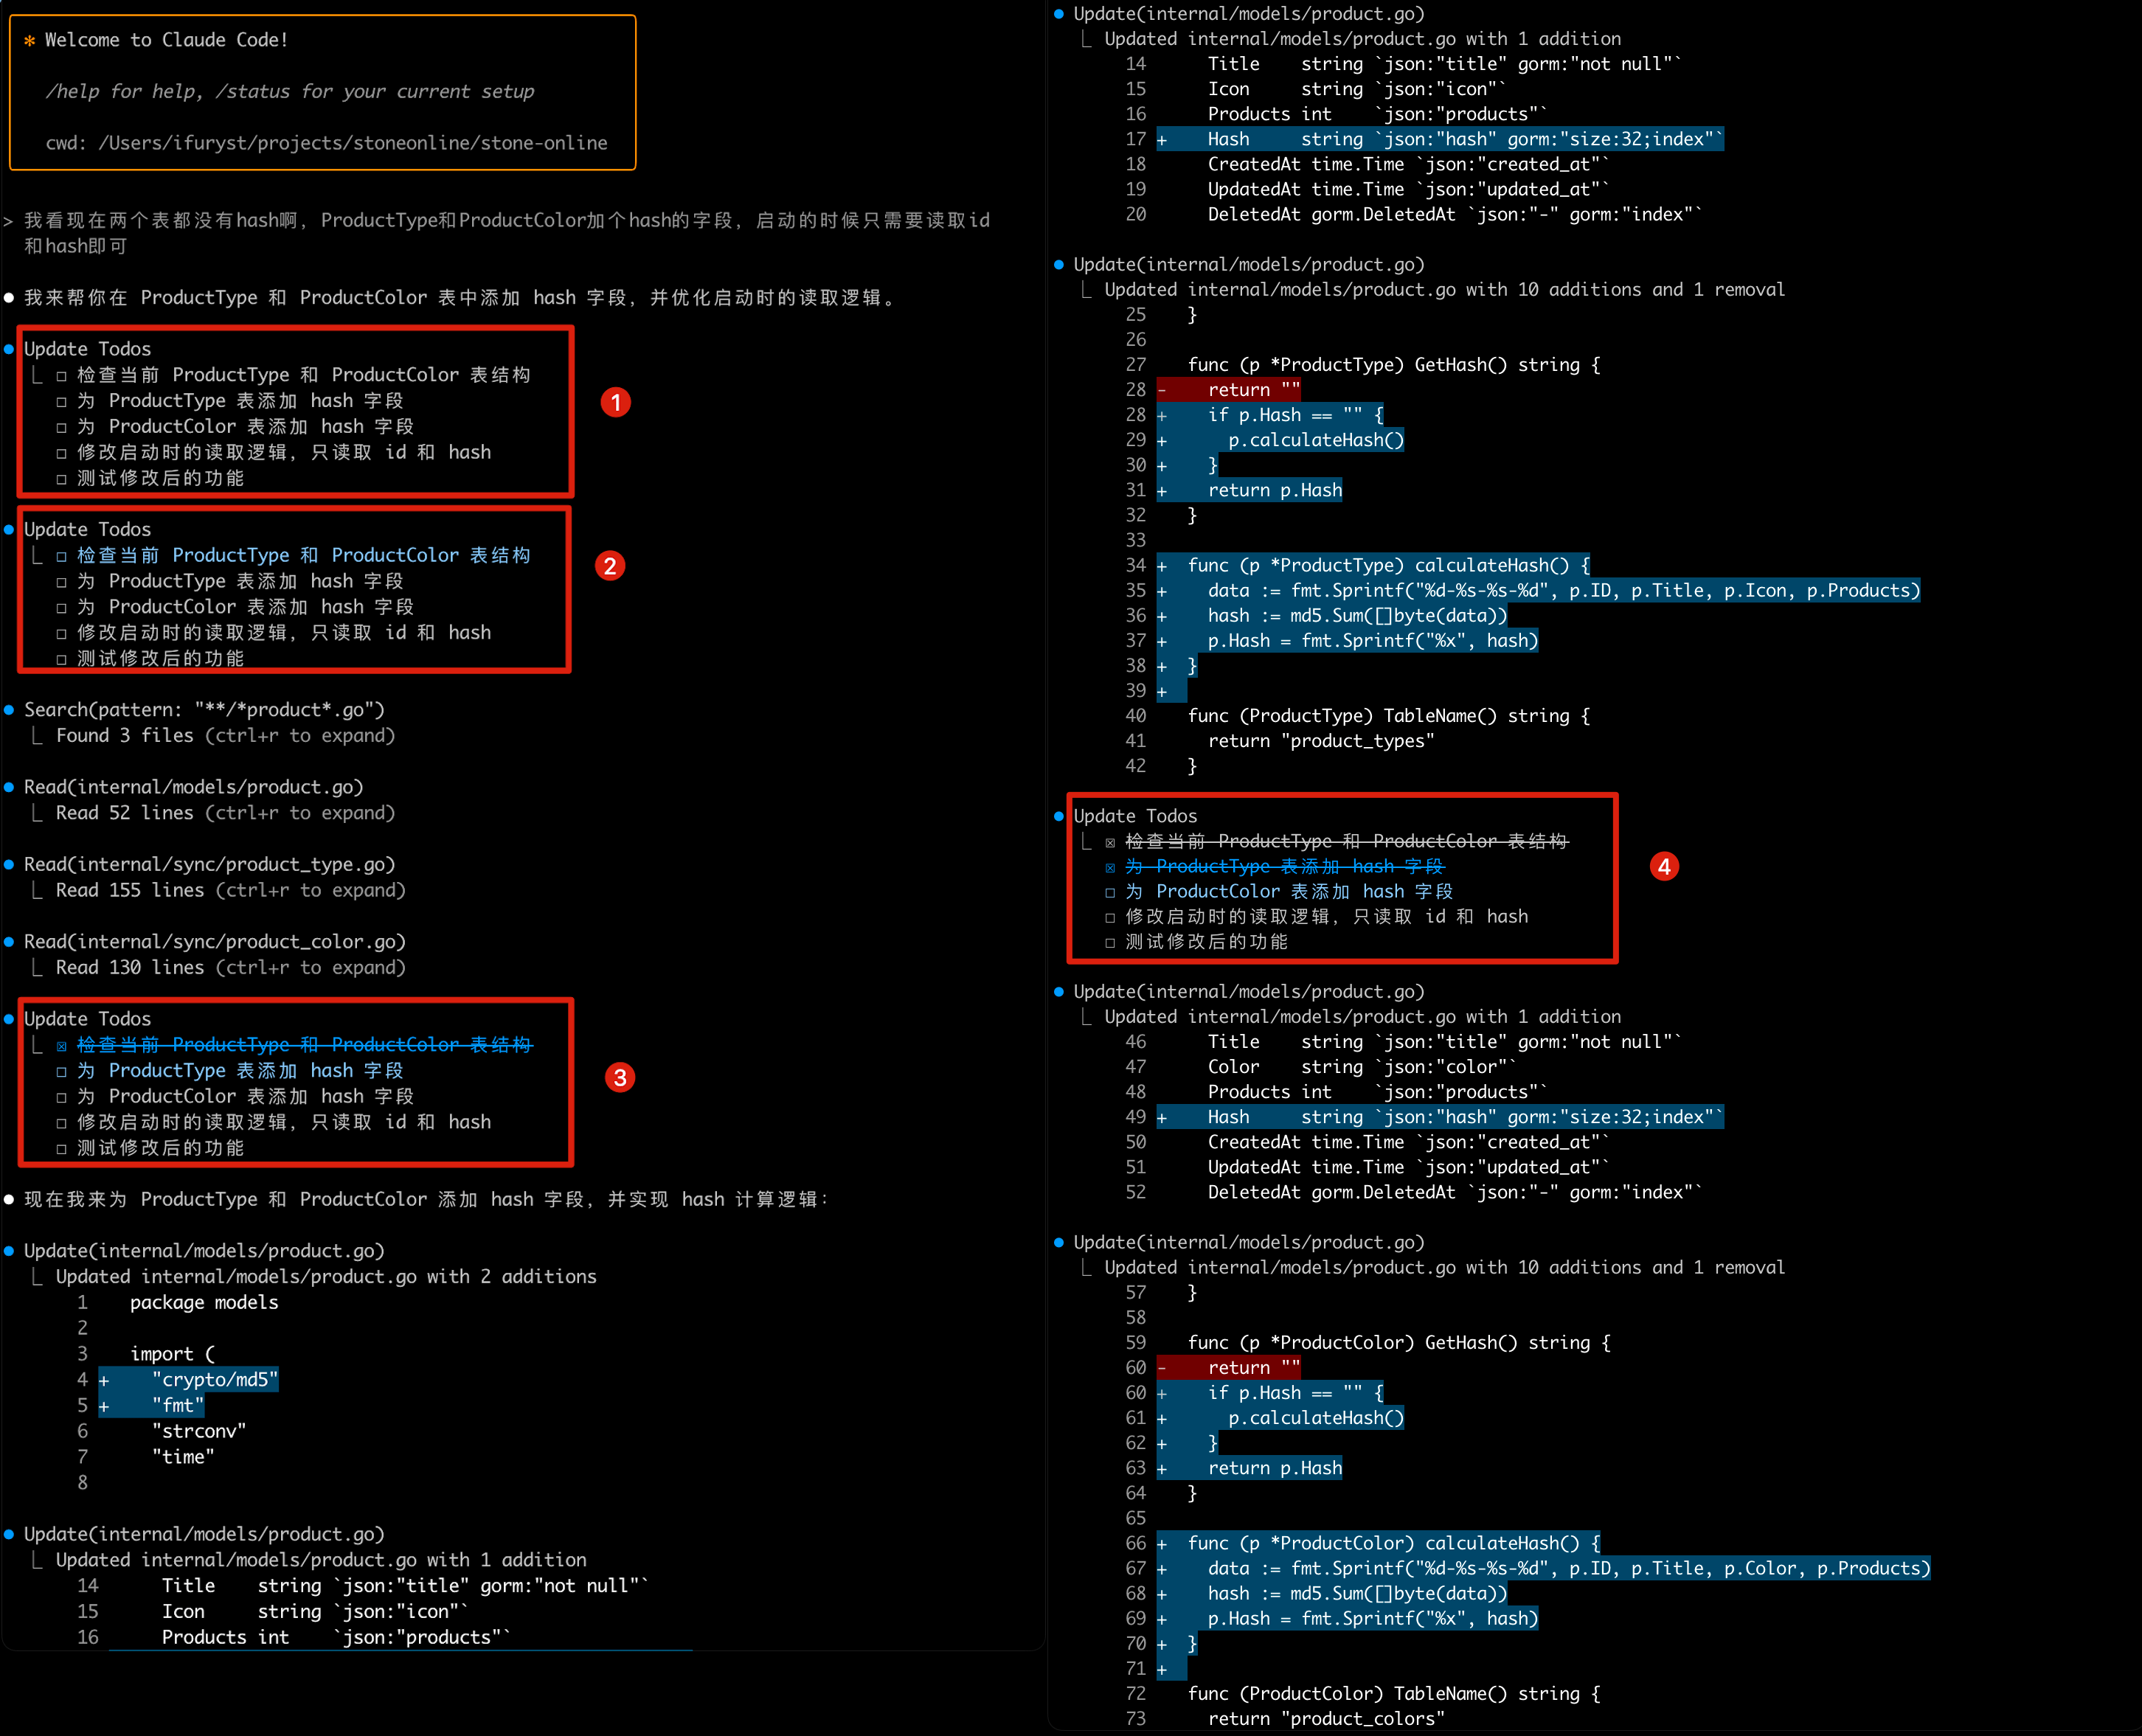 ✻ Welcome to Claude Code!
/help for help, /status for your current setup
cwd: /Users/ifuryst/projects/stoneonline/stone-online
> 我看现在两个表都没有hash啊，ProductType和ProductColor加个hash的字段，启动的时候只需要读取id
和hash即可
● 我来帮你在 ProductType 和 ProductColor 表中添加 hash 字段，并优化启动时的读取逻辑。
● Update Todos
⎿ ☐ 检查当前 ProductType 和 ProductColor 表结构
☐ 为 ProductType 表添加 hash 字段
☐ 为 ProductColor 表添加 hash 字段
☐ 修改启动时的读取逻辑，只读取 id 和 hash
☐ 测试修改后的功能
1
● Update Todos
⎿ ☐ 检查当前 ProductType 和 ProductColor 表结构
☐ 为 ProductType 表添加 hash 字段
☐ 为 ProductColor 表添加 hash 字段
☐ 修改启动时的读取逻辑，只读取 id 和 hash
☐ 测试修改后的功能
2
● Search(pattern: "**/*product*.go")
⎿ Found 3 files (ctrl+r to expand)
● Read(internal/models/product.go)
⎿ Read 52 lines (ctrl+r to expand)
● Read(internal/sync/product_type.go)
⎿ Read 155 lines (ctrl+r to expand)
● Read(internal/sync/product_color.go)
⎿ Read 130 lines (ctrl+r to expand)
● Update Todos
⎿ ☒ 检查当前 ProductType 和 ProductColor 表结构
☐ 为 ProductType 表添加 hash 字段
☐ 为 ProductColor 表添加 hash 字段
☐ 修改启动时的读取逻辑，只读取 id 和 hash
☐ 测试修改后的功能
3
● 现在我来为 ProductType 和 ProductColor 添加 hash 字段，并实现 hash 计算逻辑：
● Update(internal/models/product.go)
⎿ Updated internal/models/product.go with 2 additions
1 package models
2
3 import (
4 + "crypto/md5"
5 + "fmt"
6 "strconv"
7 "time"
8
● Update(internal/models/product.go)
⎿ Updated internal/models/product.go with 1 addition
14 Title string `json:"title" gorm:"not null"`
15 Icon string `json:"icon"`
16 Products int `json:"products"`
● Update(internal/models/product.go)
⎿ Updated internal/models/product.go with 1 addition
14 Title string `json:"title" gorm:"not null"`
15 Icon string `json:"icon"`
16 Products int `json:"products"`
17 + Hash string `json:"hash" gorm:"size:32;index"`
18 CreatedAt time.Time `json:"created_at"`
19 UpdatedAt time.Time `json:"updated_at"`
20 DeletedAt gorm.DeletedAt `json:"-" gorm:"index"`
● Update(internal/models/product.go)
⎿ Updated internal/models/product.go with 10 additions and 1 removal
25 }
26
27 func (p *ProductType) GetHash() string {
28 - return ""
28 + if p.Hash == "" {
29 + p.calculateHash()
30 + }
31 + return p.Hash
32 }
33
34 + func (p *ProductType) calculateHash() {
35 + data := fmt.Sprintf("%d-%s-%s-%d", p.ID, p.Title, p.Icon, p.Products)
36 + hash := md5.Sum([]byte(data))
37 + p.Hash = fmt.Sprintf("%x", hash)
38 + }
39 +
40 func (ProductType) TableName() string {
41 return "product_types"
42 }
● Update Todos
⎿ ☒ 检查当前 ProductType 和 ProductColor 表结构
☒ 为 ProductType 表添加 hash 字段
☐ 为 ProductColor 表添加 hash 字段
☐ 修改启动时的读取逻辑，只读取 id 和 hash
☐ 测试修改后的功能
4
● Update(internal/models/product.go)
⎿ Updated internal/models/product.go with 1 addition
46 Title string `json:"title" gorm:"not null"`
47 Color string `json:"color"`
48 Products int `json:"products"`
49 + Hash string `json:"hash" gorm:"size:32;index"`
50 CreatedAt time.Time `json:"created_at"`
51 UpdatedAt time.Time `json:"updated_at"`
52 DeletedAt gorm.DeletedAt `json:"-" gorm:"index"`
● Update(internal/models/product.go)
⎿ Updated internal/models/product.go with 10 additions and 1 removal
57 }
58
59 func (p *ProductColor) GetHash() string {
60 - return ""
60 + if p.Hash == "" {
61 + p.calculateHash()
62 + }
63 + return p.Hash
64 }
65
66 + func (p *ProductColor) calculateHash() {
67 + data := fmt.Sprintf("%d-%s-%s-%d", p.ID, p.Title, p.Color, p.Products)
68 + hash := md5.Sum([]byte(data))
69 + p.Hash = fmt.Sprintf("%x", hash)
70 + }
71 +
72 func (ProductColor) TableName() string {
73 return "product_colors"